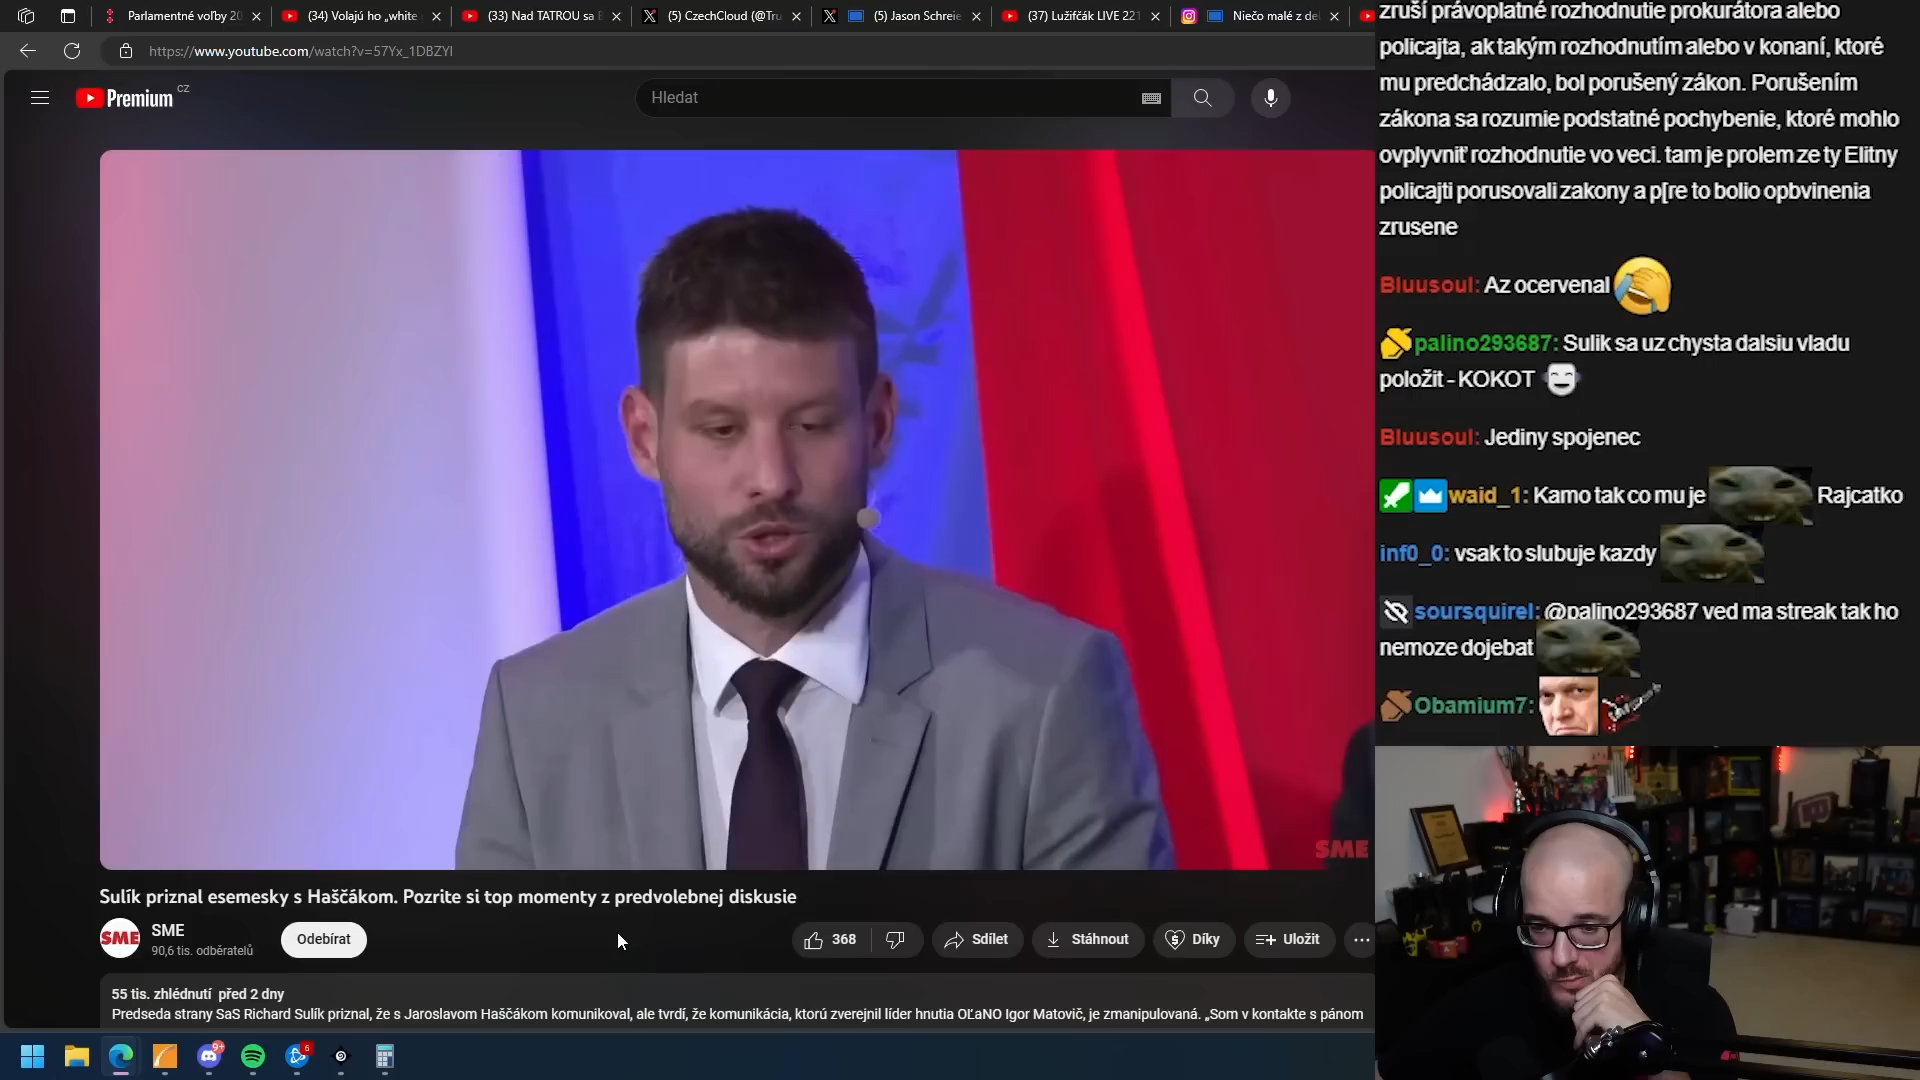 Parlamentné voľby 20
(34) Volajú ho „white
(33) Nad TATROU sa
(5) CzechCloud (@Tru
(5) Jason Schreie
(37) Lužifčák LIVE 221
Niečo malé z de
https://www.youtube.com/watch?v=57Yx_1DBZYI
Premium CZ
Hledat
SME
Sulík priznal esemesky s Haščákom. Pozrite si top momenty z predvolebnej diskusie
SME
SME
90,6 tis. odběratelů
Odebírat
368
Sdílet
Stáhnout
Díky
Uložit
55 tis. zhlédnutí před 2 dny
Predseda strany SaS Richard Sulík priznal, že s Jaroslavom Haščákom komunikoval, ale tvrdí, že komunikácia, ktorú zverejnil líder hnutia OĽaNO Igor Matovič, je zmanipulovaná. „Som v kontakte s pánom
9+
6
zruší právoplatné rozhodnutie prokurátora alebo
policajta, ak takým rozhodnutím alebo v konaní, ktoré
mu predchádzalo, bol porušený zákon. Porušením
zákona sa rozumie podstatné pochybenie, ktoré mohlo
ovplyvniť rozhodnutie vo veci. tam je prolem ze ty Elitny
policajti porusovali zakony a p[re to bolio opbvinenia
zrusene
Bluusoul: Az ocervenal
palino293687: Sulik sa uz chysta dalsiu vladu
položit - KOKOT
Bluusoul: Jediny spojenec
waid_1: Kamo tak co mu je Rajcatko
inf0_0: vsak to slubuje kazdy
soursquirel: @palino293687 ved ma streak tak ho
nemoze dojebat
Obamium7: